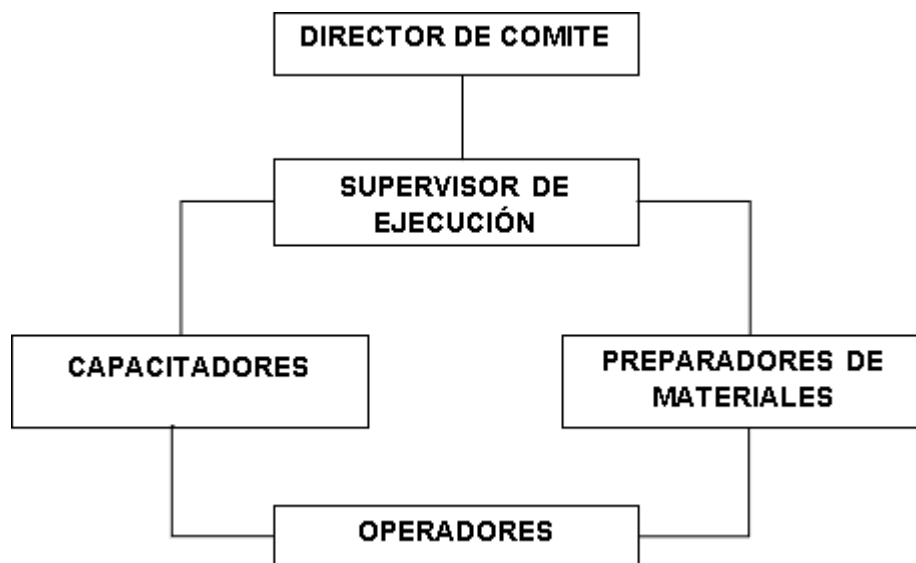 DIRECTOR DE COMITE
SUPERVISOR DE
EJECUCIÓN
CAPACITADORES
PREPARADORES DE
MATERIALES
OPERADORES